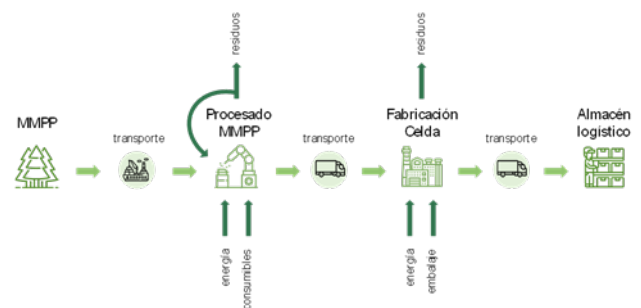 residuos
residuos
MMPP
transporte
Procesado
MMPP
transporte
Fabricación
Celda
transporte
Almacén
logístico
energía
consumibles
energía
embalaje